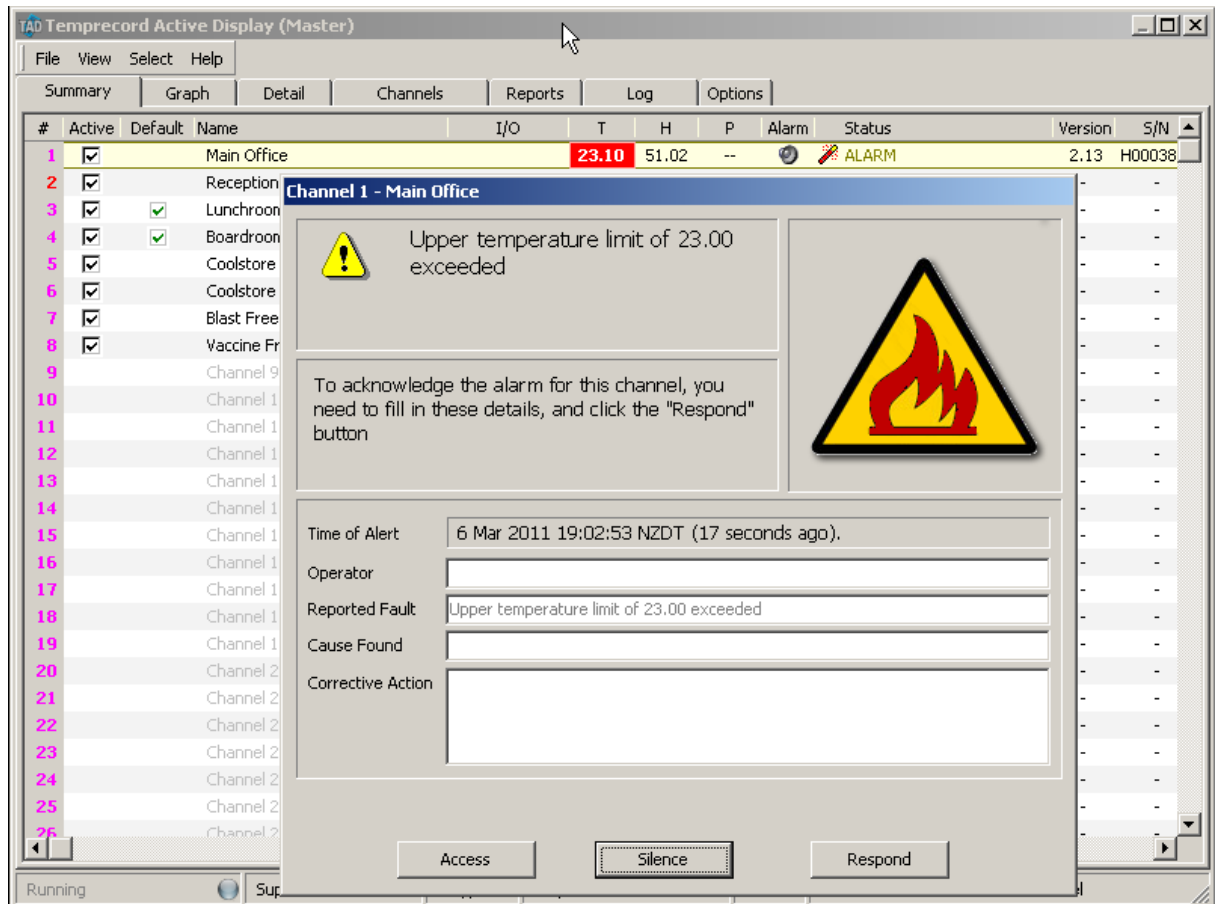 TAD Temprecord Active Display (Master)
File View Select Help
Summary Graph Detail Channels Reports Log Options
# Active Default Name I/O T H P Alarm Status Version S/N
1 Main Office 23.10 51.02 -- ALARM 2.13 H00038
2 Reception - -
3 Lunchroon - -
4 Boardroon - -
5 Coolstore - -
6 Coolstore - -
7 Blast Free - -
8 Vaccine Fr - -
9 Channel 9 - -
10 Channel 1 - -
11 Channel 1 - -
12 Channel 1 - -
13 Channel 1 - -
14 Channel 1 - -
15 Channel 1 - -
16 Channel 1 - -
17 Channel 1 - -
18 Channel 1 - -
19 Channel 1 - -
20 Channel 2 - -
21 Channel 2 - -
22 Channel 2 - -
23 Channel 2 - -
24 Channel 2 - -
25 Channel 2 - -
26 Channel 2 - -
Channel 1 - Main Office
Upper temperature limit of 23.00
exceeded
To acknowledge the alarm for this channel, you
need to fill in these details, and click the "Respond"
button
Time of Alert 6 Mar 2011 19:02:53 NZDT (17 seconds ago).
Operator
Reported Fault Upper temperature limit of 23.00 exceeded
Cause Found
Corrective Action
Access Silence Respond
Running Sup